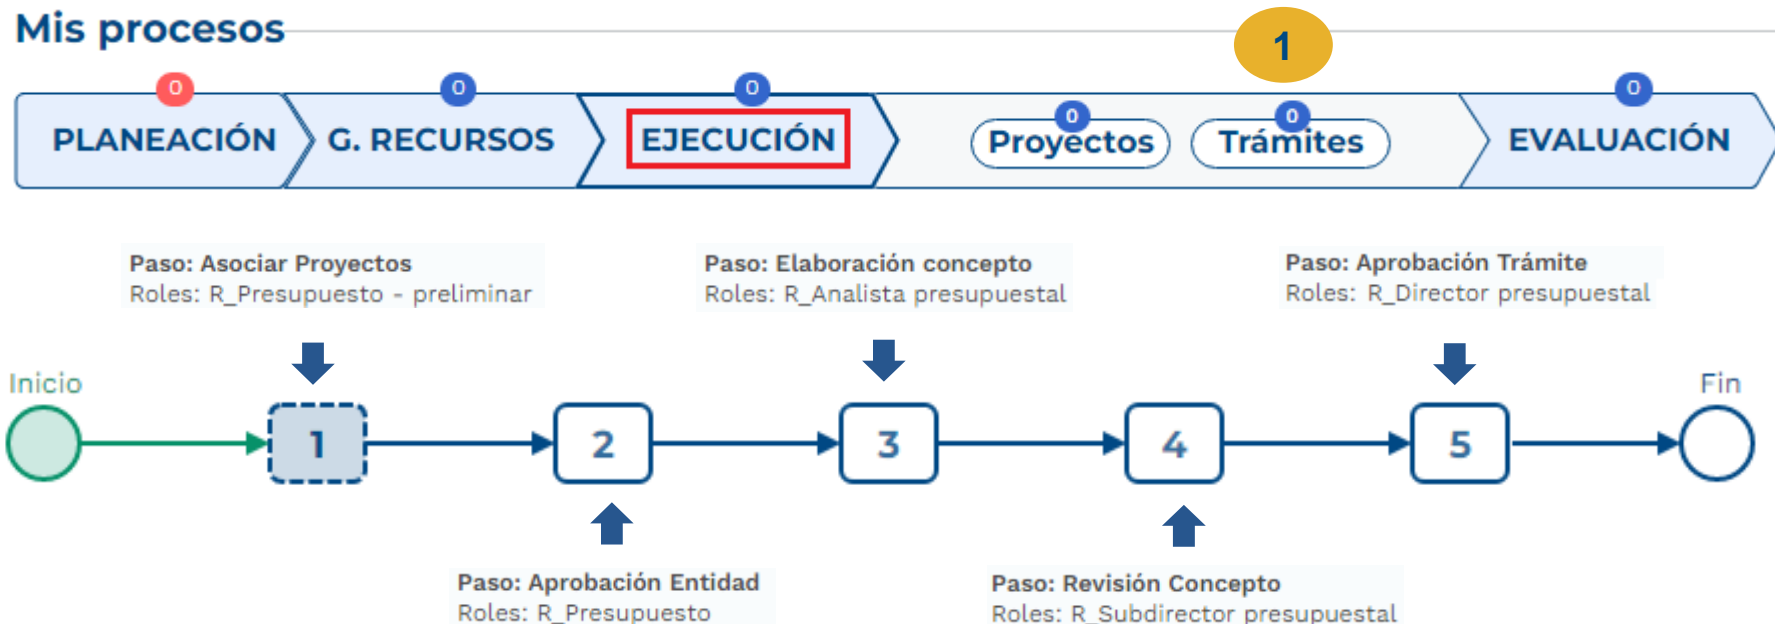 Mis procesos
1
0
0
0
0
0
0
PLANEACIÓN
G. RECURSOS
EJECUCIÓN
Proyectos
Trámites
EVALUACIÓN
Paso: Asociar Proyectos
Roles: R_Presupuesto - preliminar
Paso: Elaboración concepto
Roles: R_Analista presupuestal
Paso: Aprobación Trámite
Roles: R_Director presupuestal
Inicio
Fin
1
2
3
4
5
Paso: Aprobación Entidad
Roles: R_Presupuesto
Paso: Revisión Concepto
Roles: R_Subdirector presupuestal